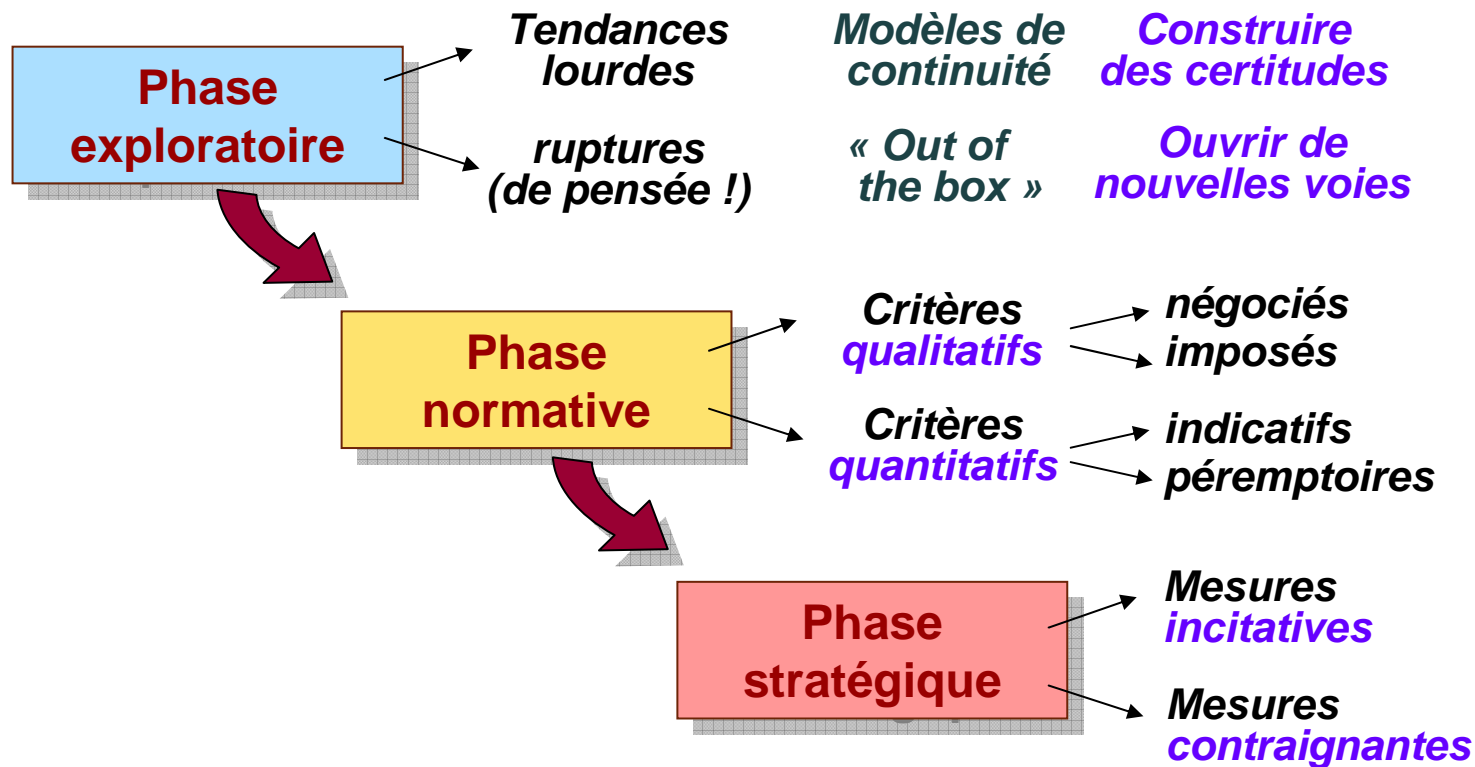 Phase
exploratoire
Tendances
lourdes
Modèles de
continuité
Construire
des certitudes
ruptures
(de pensée !)
« Out of
the box »
Ouvrir de
nouvelles voies
Phase
normative
Critères
qualitatifs
négociés
imposés
Critères
quantitatifs
indicatifs
péremptoires
Phase
stratégique
Mesures
incitatives
Mesures
contraignantes